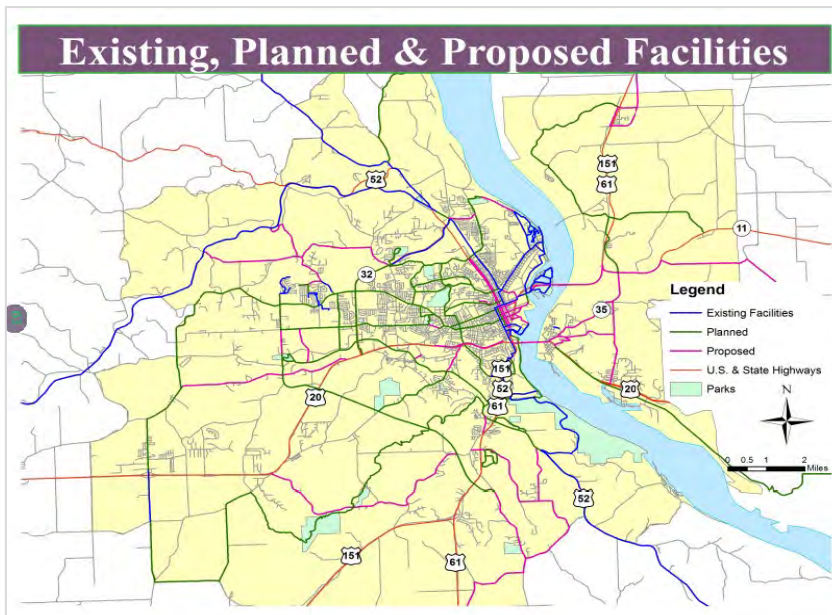 Existing, Planned & Proposed Facilities
52
151
61
11
32
35
Legend
Existing Facilities
Planned
Proposed
U.S. & State Highways
Parks
N
0 0.5 1 2
Miles
151
52
61
20
20
52
151
61